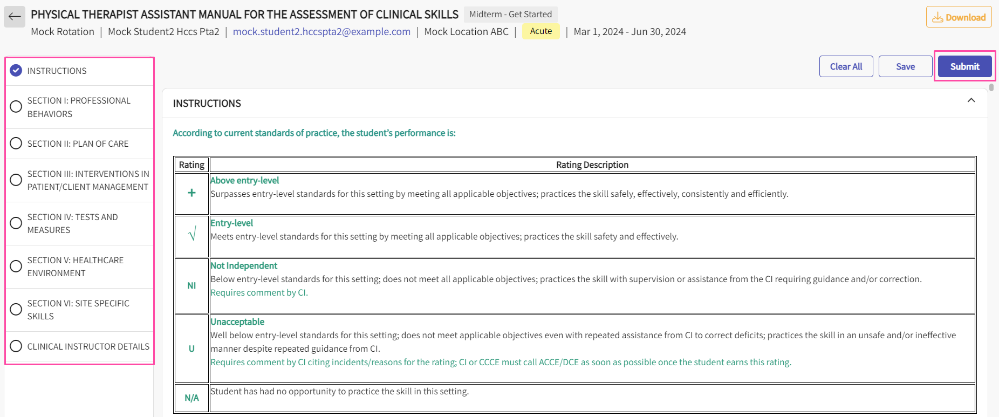 PHYSICAL THERAPIST ASSISTANT MANUAL FOR THE ASSESSMENT OF CLINICAL SKILLS Midterm - Get Started
Download
Mock Rotation | Mock Student2 Hccs Pta2 | mock.student2.hccspta2@example.com | Mock Location ABC | Acute | Mar 1, 2024 - Jun 30, 2024
Clear All Save Submit
INSTRUCTIONS
SECTION I: PROFESSIONAL
BEHAVIORS
SECTION II: PLAN OF CARE
SECTION III: INTERVENTIONS IN
PATIENT/CLIENT MANAGEMENT
SECTION IV: TESTS AND
MEASURES
SECTION V: HEALTHCARE
ENVIRONMENT
SECTION VI: SITE SPECIFIC
SKILLS
CLINICAL INSTRUCTOR DETAILS
INSTRUCTIONS
According to current standards of practice, the student’s performance is:
Rating Rating Description
+ Above entry-level
Surpasses entry-level standards for this setting by meeting all applicable objectives; practices the skill safely, effectively, consistently and efficiently.
√ Entry-level
Meets entry-level standards for this setting by meeting all applicable objectives; practices the skill safety and effectively.
NI Not Independent
Below entry-level standards for this setting; does not meet all applicable objectives; practices the skill with supervision or assistance from the CI requiring guidance and/or correction.
Requires comment by CI.
U Unacceptable
Well below entry-level standards for this setting; does not meet applicable objectives even with repeated assistance from CI to correct deficits; practices the skill in an unsafe and/or ineffective
manner despite repeated guidance from CI.
Requires comment by CI citing incidents/reasons for the rating; CI or CCCE must call ACCE/DCE as soon as possible once the student earns this rating.
N/A Student has had no opportunity to practice the skill in this setting.